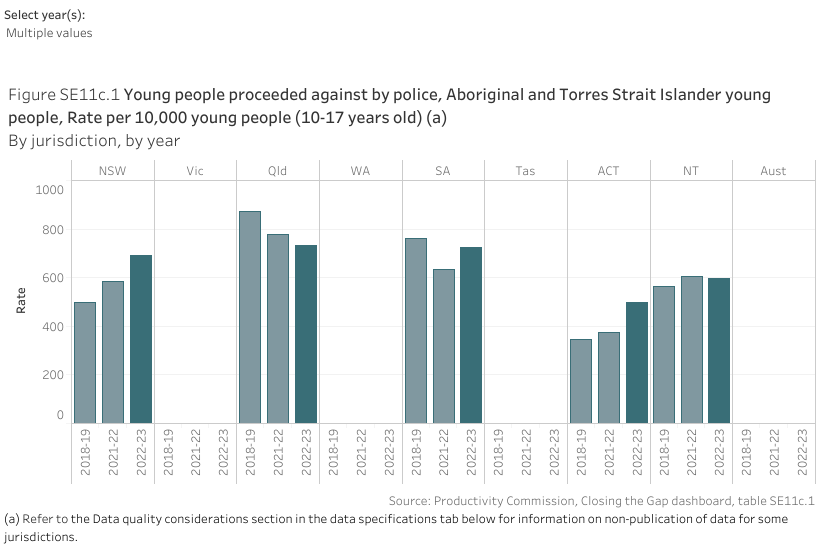 Select year(s):
Multiple values
Figure SE11c.1 Young people proceeded against by police, Aboriginal and Torres Strait Islander young
people, Rate per 10,000 young people (10-17 years old) (a)
By jurisdiction, by year
NSW Vic Qld WA SA Tas ACT NT Aust
1000
800
600
400
200
0
Rate
2018-19 2021-22 2022-23 2018-19 2021-22 2022-23 2018-19 2021-22 2022-23 2018-19 2021-22 2022-23 2018-19 2021-22 2022-23 2018-19 2021-22 2022-23 2018-19 2021-22 2022-23 2018-19 2021-22 2022-23 2018-19 2021-22 2022-23
Source: Productivity Commission, Closing the Gap dashboard, table SE11c.1
(a) Refer to the Data quality considerations section in the data specifications tab below for information on non-publication of data for some
jurisdictions.